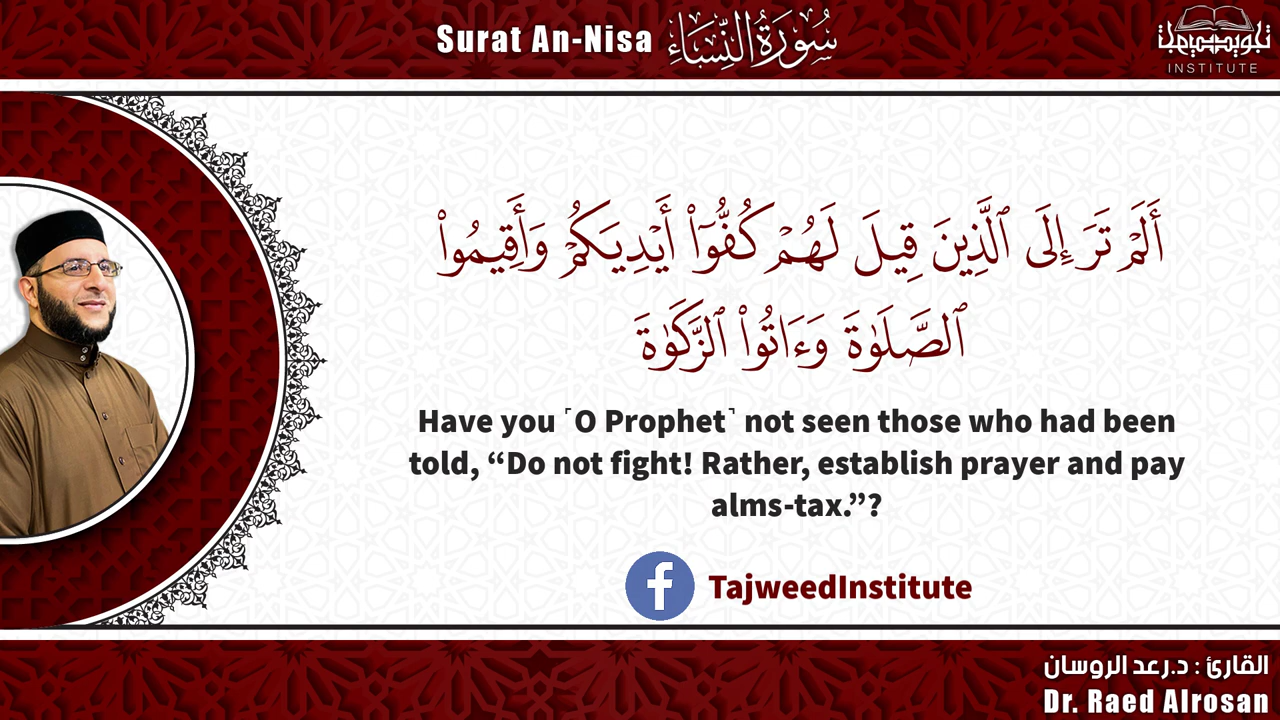 Surat An-Nisa سُورَةُ النِّسَاءِ
تجويد
INSTITUTE
أَلَمْ تَرَ إِلَى ٱلَّذِينَ قِيلَ لَهُمْ كُفُّوٓا۟ أَيْدِيَكُمْ وَأَقِيمُوا۟
ٱلصَّلَوٰةَ وَءَاتُوا۟ ٱلزَّكَوٰةَ
Have you ˹O Prophet˺ not seen those who had been
told, “Do not fight! Rather, establish prayer and pay
alms-tax.”?
f TajweedInstitute
القارئ : د.رعد الروسان
Dr. Raed Alrosan